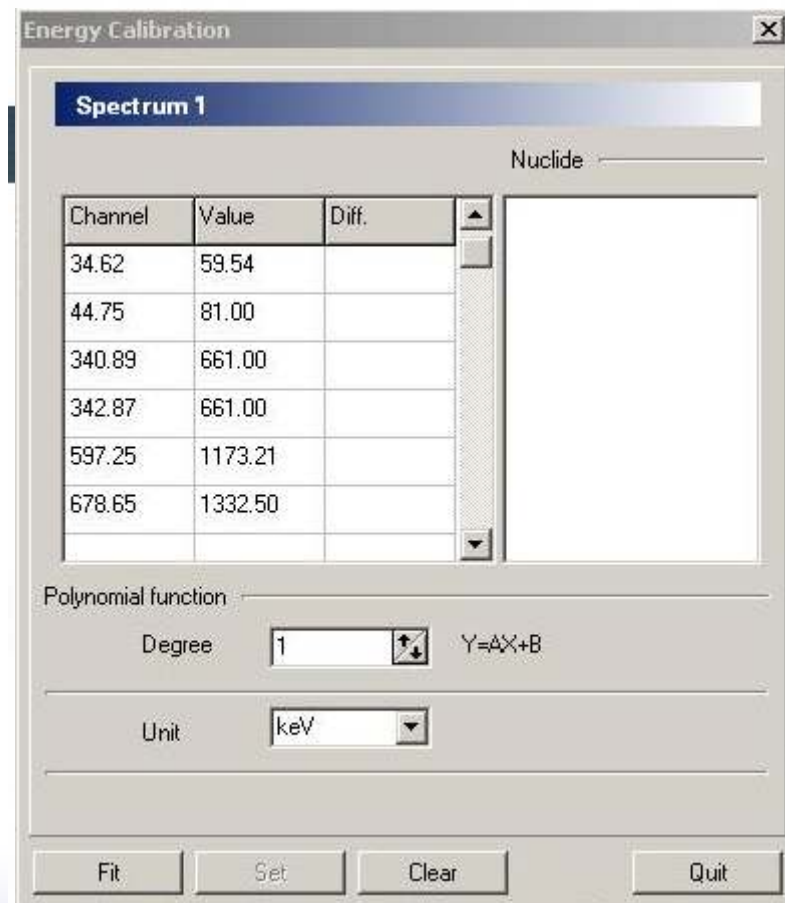 Energy Calibration
Spectrum 1
Nuclide
Channel Value Diff.
34.62 59.54
44.75 81.00
340.89 661.00
342.87 661.00
597.25 1173.21
678.65 1332.50
Polynomial function
Degree 1 Y=AX+B
Unit keV
Fit Set Clear Quit